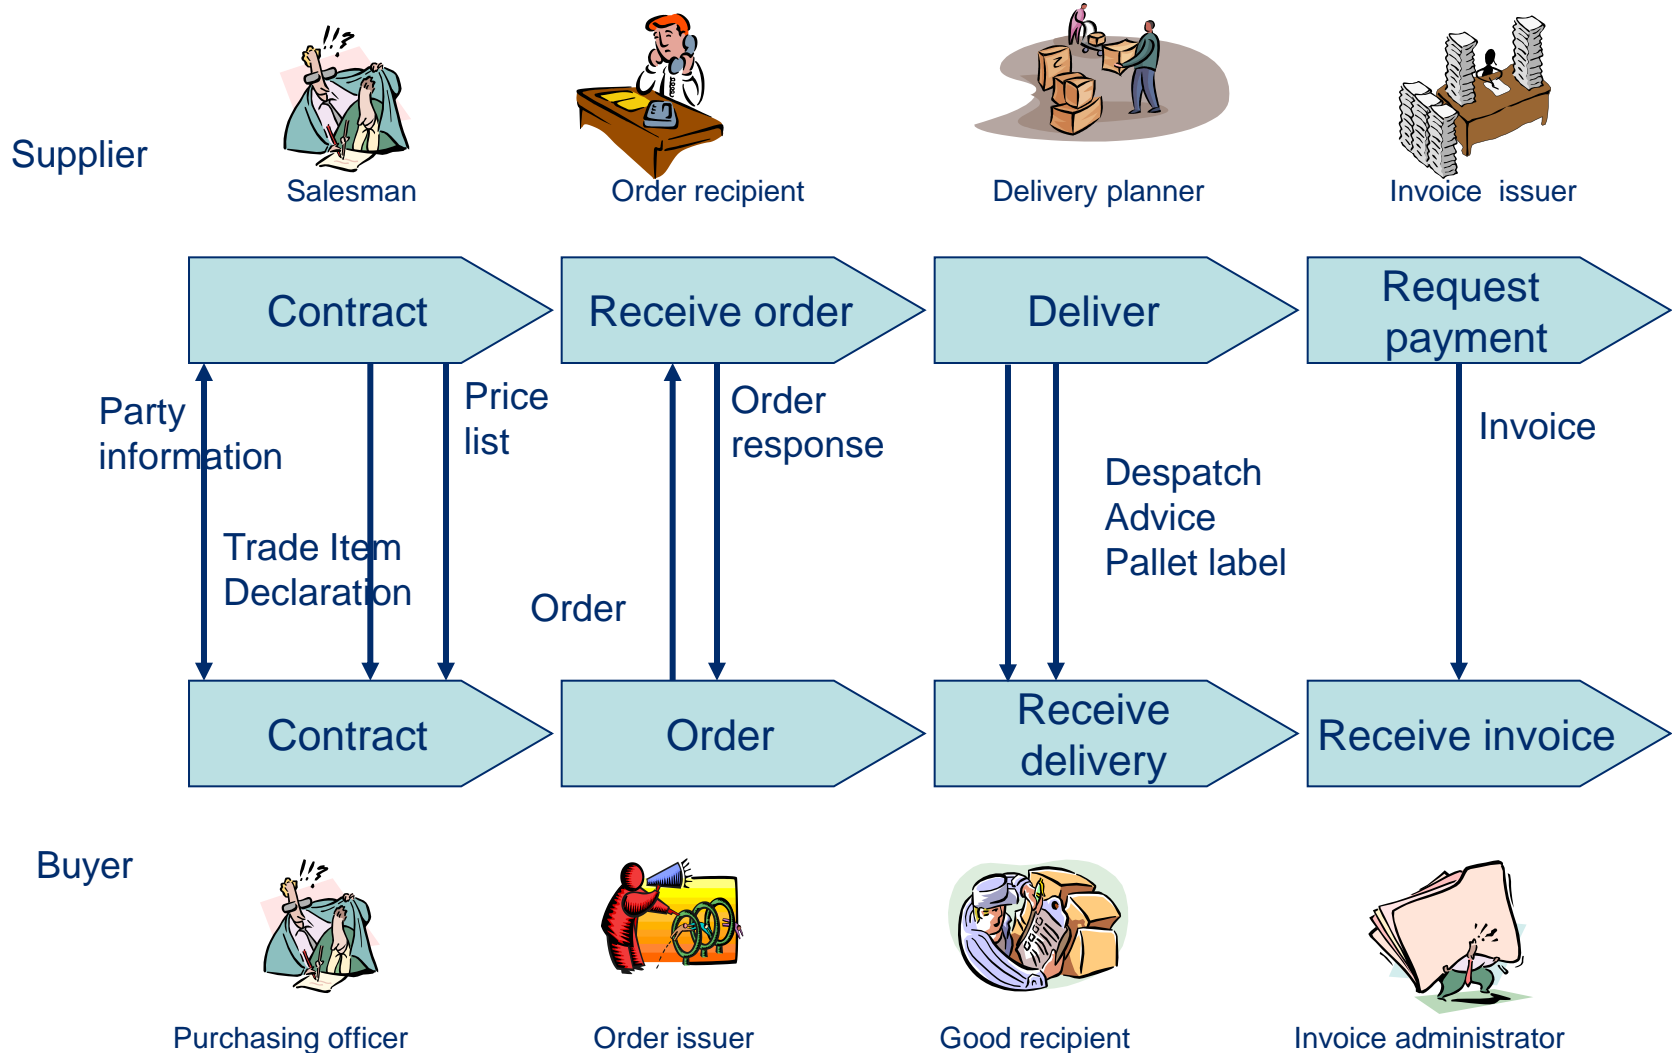 Supplier
Salesman
Order recipient
Delivery planner
Invoice issuer
Contract
Receive order
Deliver
Request
payment
Party
information
Price
list
Order
response
Invoice
Despatch
Advice
Pallet label
Trade Item
Declaration
Order
Contract
Order
Receive
delivery
Receive invoice
Buyer
!!?
!!?
Purchasing officer
Order issuer
Good recipient
Invoice administrator